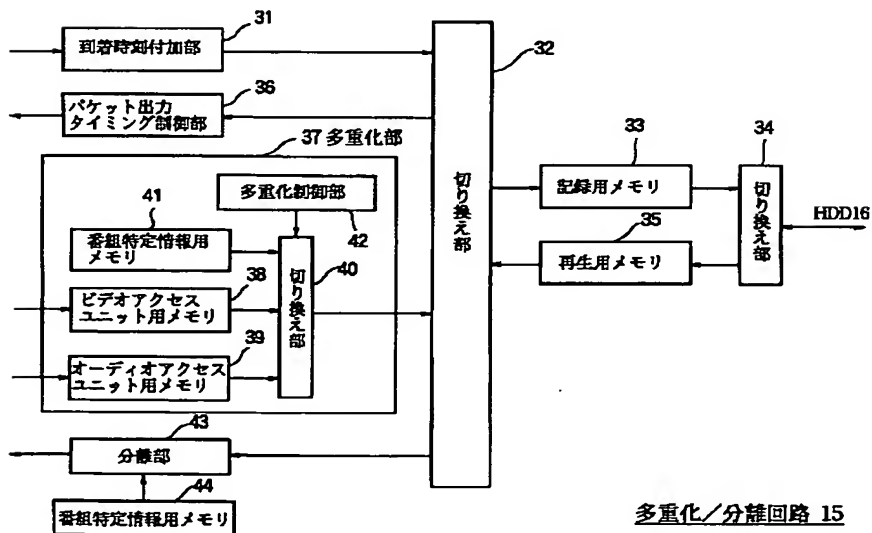 31
到着時刻付加部
32
36
パケット出力
タイミング制御部
37 多重化部
33
34
多重化制御部
記録用メモリ
41
42
切り換え部
切り換え部
HDD16
番組特定情報用
メモリ
35
40
38
再生用メモリ
ビデオアクセス
ユニット用メモリ
切り換え部
39
オーディオアクセス
ユニット用メモリ
43
分離部
44
番組特定情報用メモリ
多重化/分離回路 15